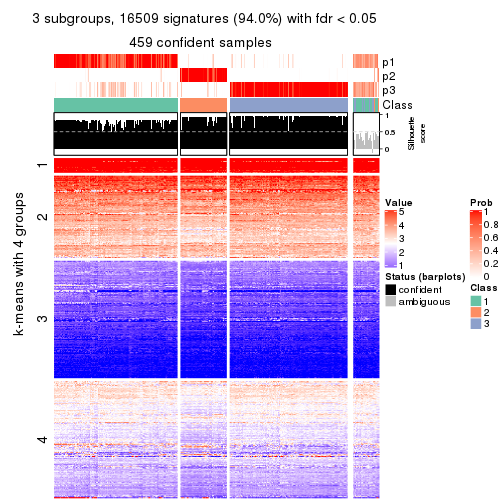 3 subgroups, 16509 signatures (94.0%) with fdr < 0.05
459 confident samples
p1
p2
p3
Class
1
0.5
0
Silhouette
score
k-means with 4 groups
1
2
3
4
Value
5
4
3
2
1
Status (barplots)
confident
ambiguous
Prob
1
0.8
0.6
0.4
0.2
0
Class
1
2
3